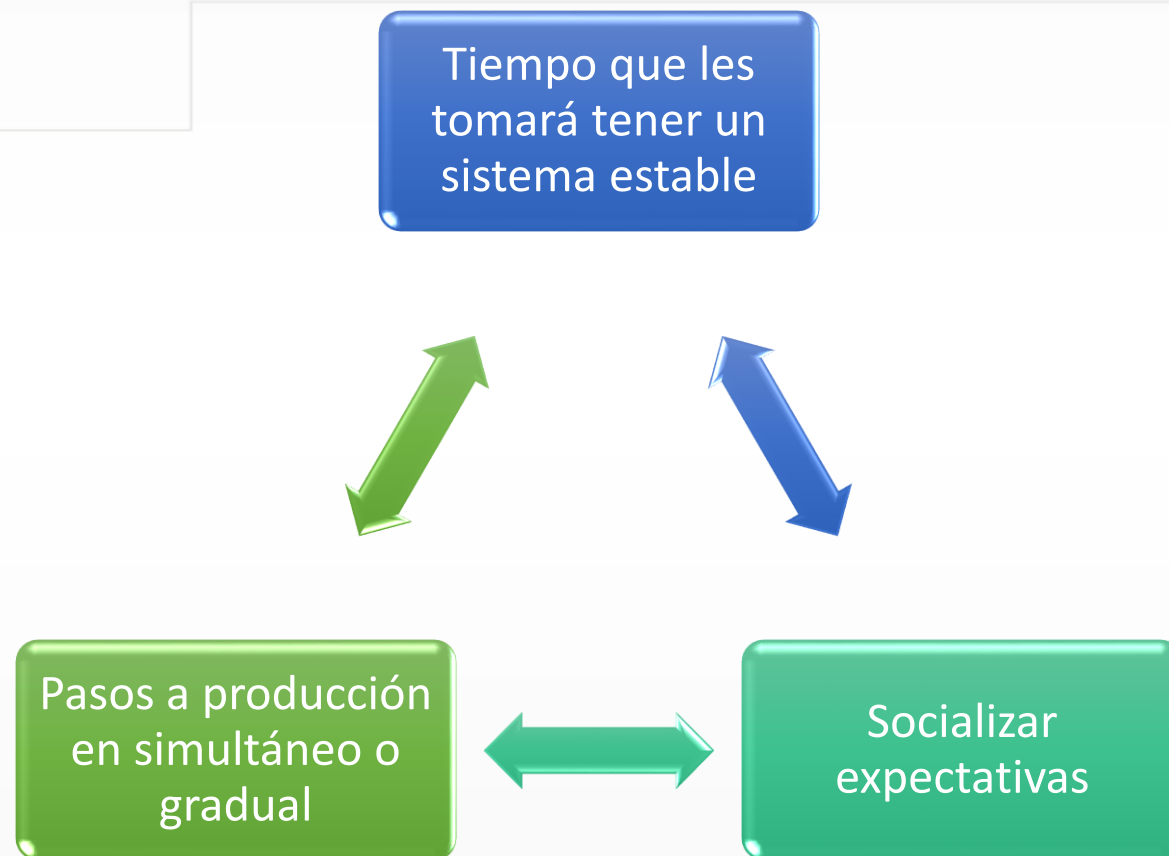 Tiempo que les
tomará tener un
sistema estable
Pasos a producción
en simultáneo o
gradual
Socializar
expectativas